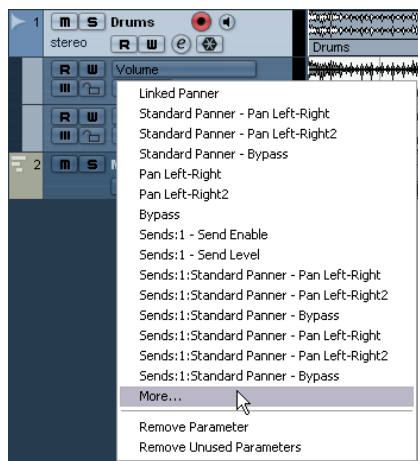 1 m S Drums
stereo R W e
Drums
R W Volume
R W
2 m S M
Linked Panner
Standard Panner - Pan Left-Right
Standard Panner - Pan Left-Right2
Standard Panner - Bypass
Pan Left-Right
Pan Left-Right2
Bypass
Sends:1 - Send Enable
Sends:1 - Send Level
Sends:1:Standard Panner - Pan Left-Right
Sends:1:Standard Panner - Pan Left-Right2
Sends:1:Standard Panner - Bypass
Sends:1:Standard Panner - Pan Left-Right
Sends:1:Standard Panner - Pan Left-Right2
Sends:1:Standard Panner - Bypass
More...
Remove Parameter
Remove Unused Parameters